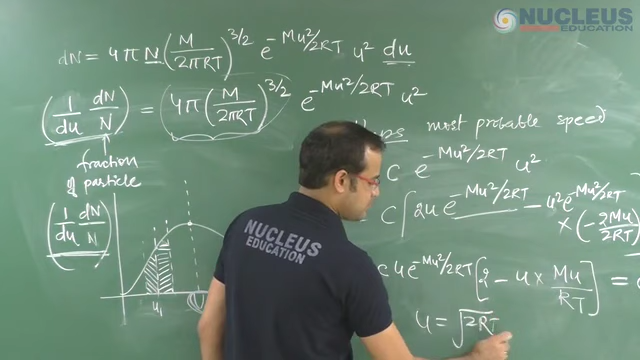 NUCLEUS
EDUCATION
dN = 4π N (M/2πRT)^3/2 e^-Mu²/2RT u² du
(1/du dN/N) = (4π (M/2πRT)^3/2) e^-Mu²/2RT u²
fraction
of particle
(1/du dN/N)
u₁
most probable speed
C e^-Mu²/2RT u²
C [2u e^-Mu²/2RT - u² e^-Mu²/2RT
× (-2Mu/2RT)
C u e^-Mu²/2RT [2 - u × Mu/RT] =
u = √2RT
NUCLEUS
EDUCATION